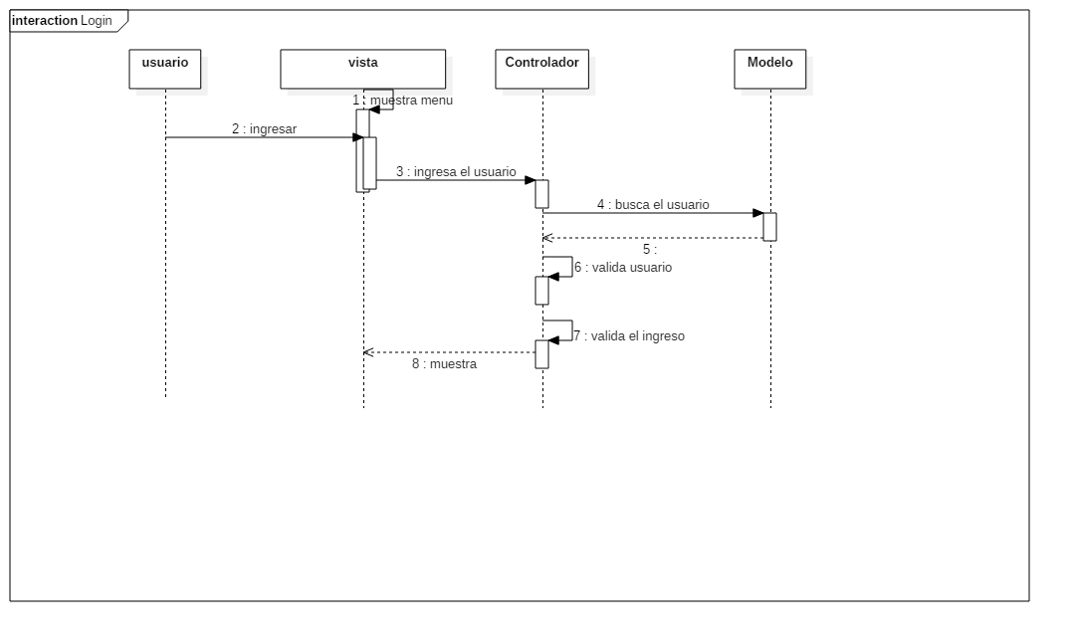 interaction Login
usuario
vista
Controlador
Modelo
1 : muestra menu
2 : ingresar
3 : ingresa el usuario
4 : busca el usuario
5 :
6 : valida usuario
7 : valida el ingreso
8 : muestra